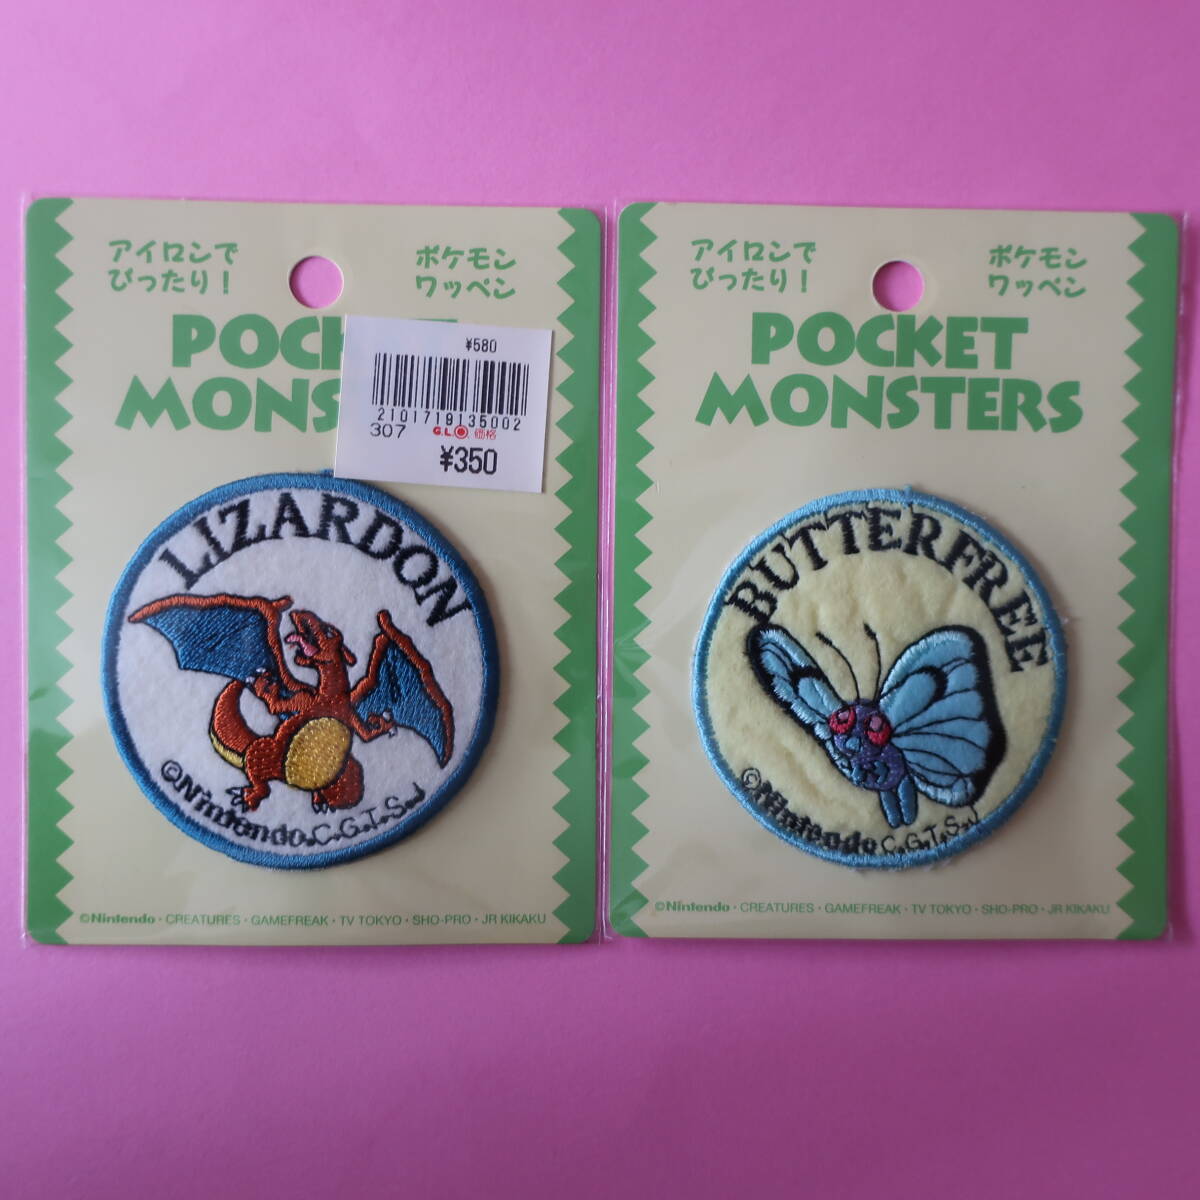 アイロンで
ぴったり!
ポケモン
ワッペン
POCK
MONS
¥580
2101719135002
307 G.L 価格
¥350
LIZARDON
©Nintendo.C.G.T.S.J
©Nintendo・CREATURES・GAMEFREAK・TV TOKYO・SHO-PRO・JR KIKAKU
アイロンで
ぴったり!
ポケモン
ワッペン
POCKET
MONSTERS
BUTTERFREE
©Nintendo C.G.T.S.J
©Nintendo・CREATURES・GAMEFREAK・TV TOKYO・SHO-PRO・JR KIKAKU